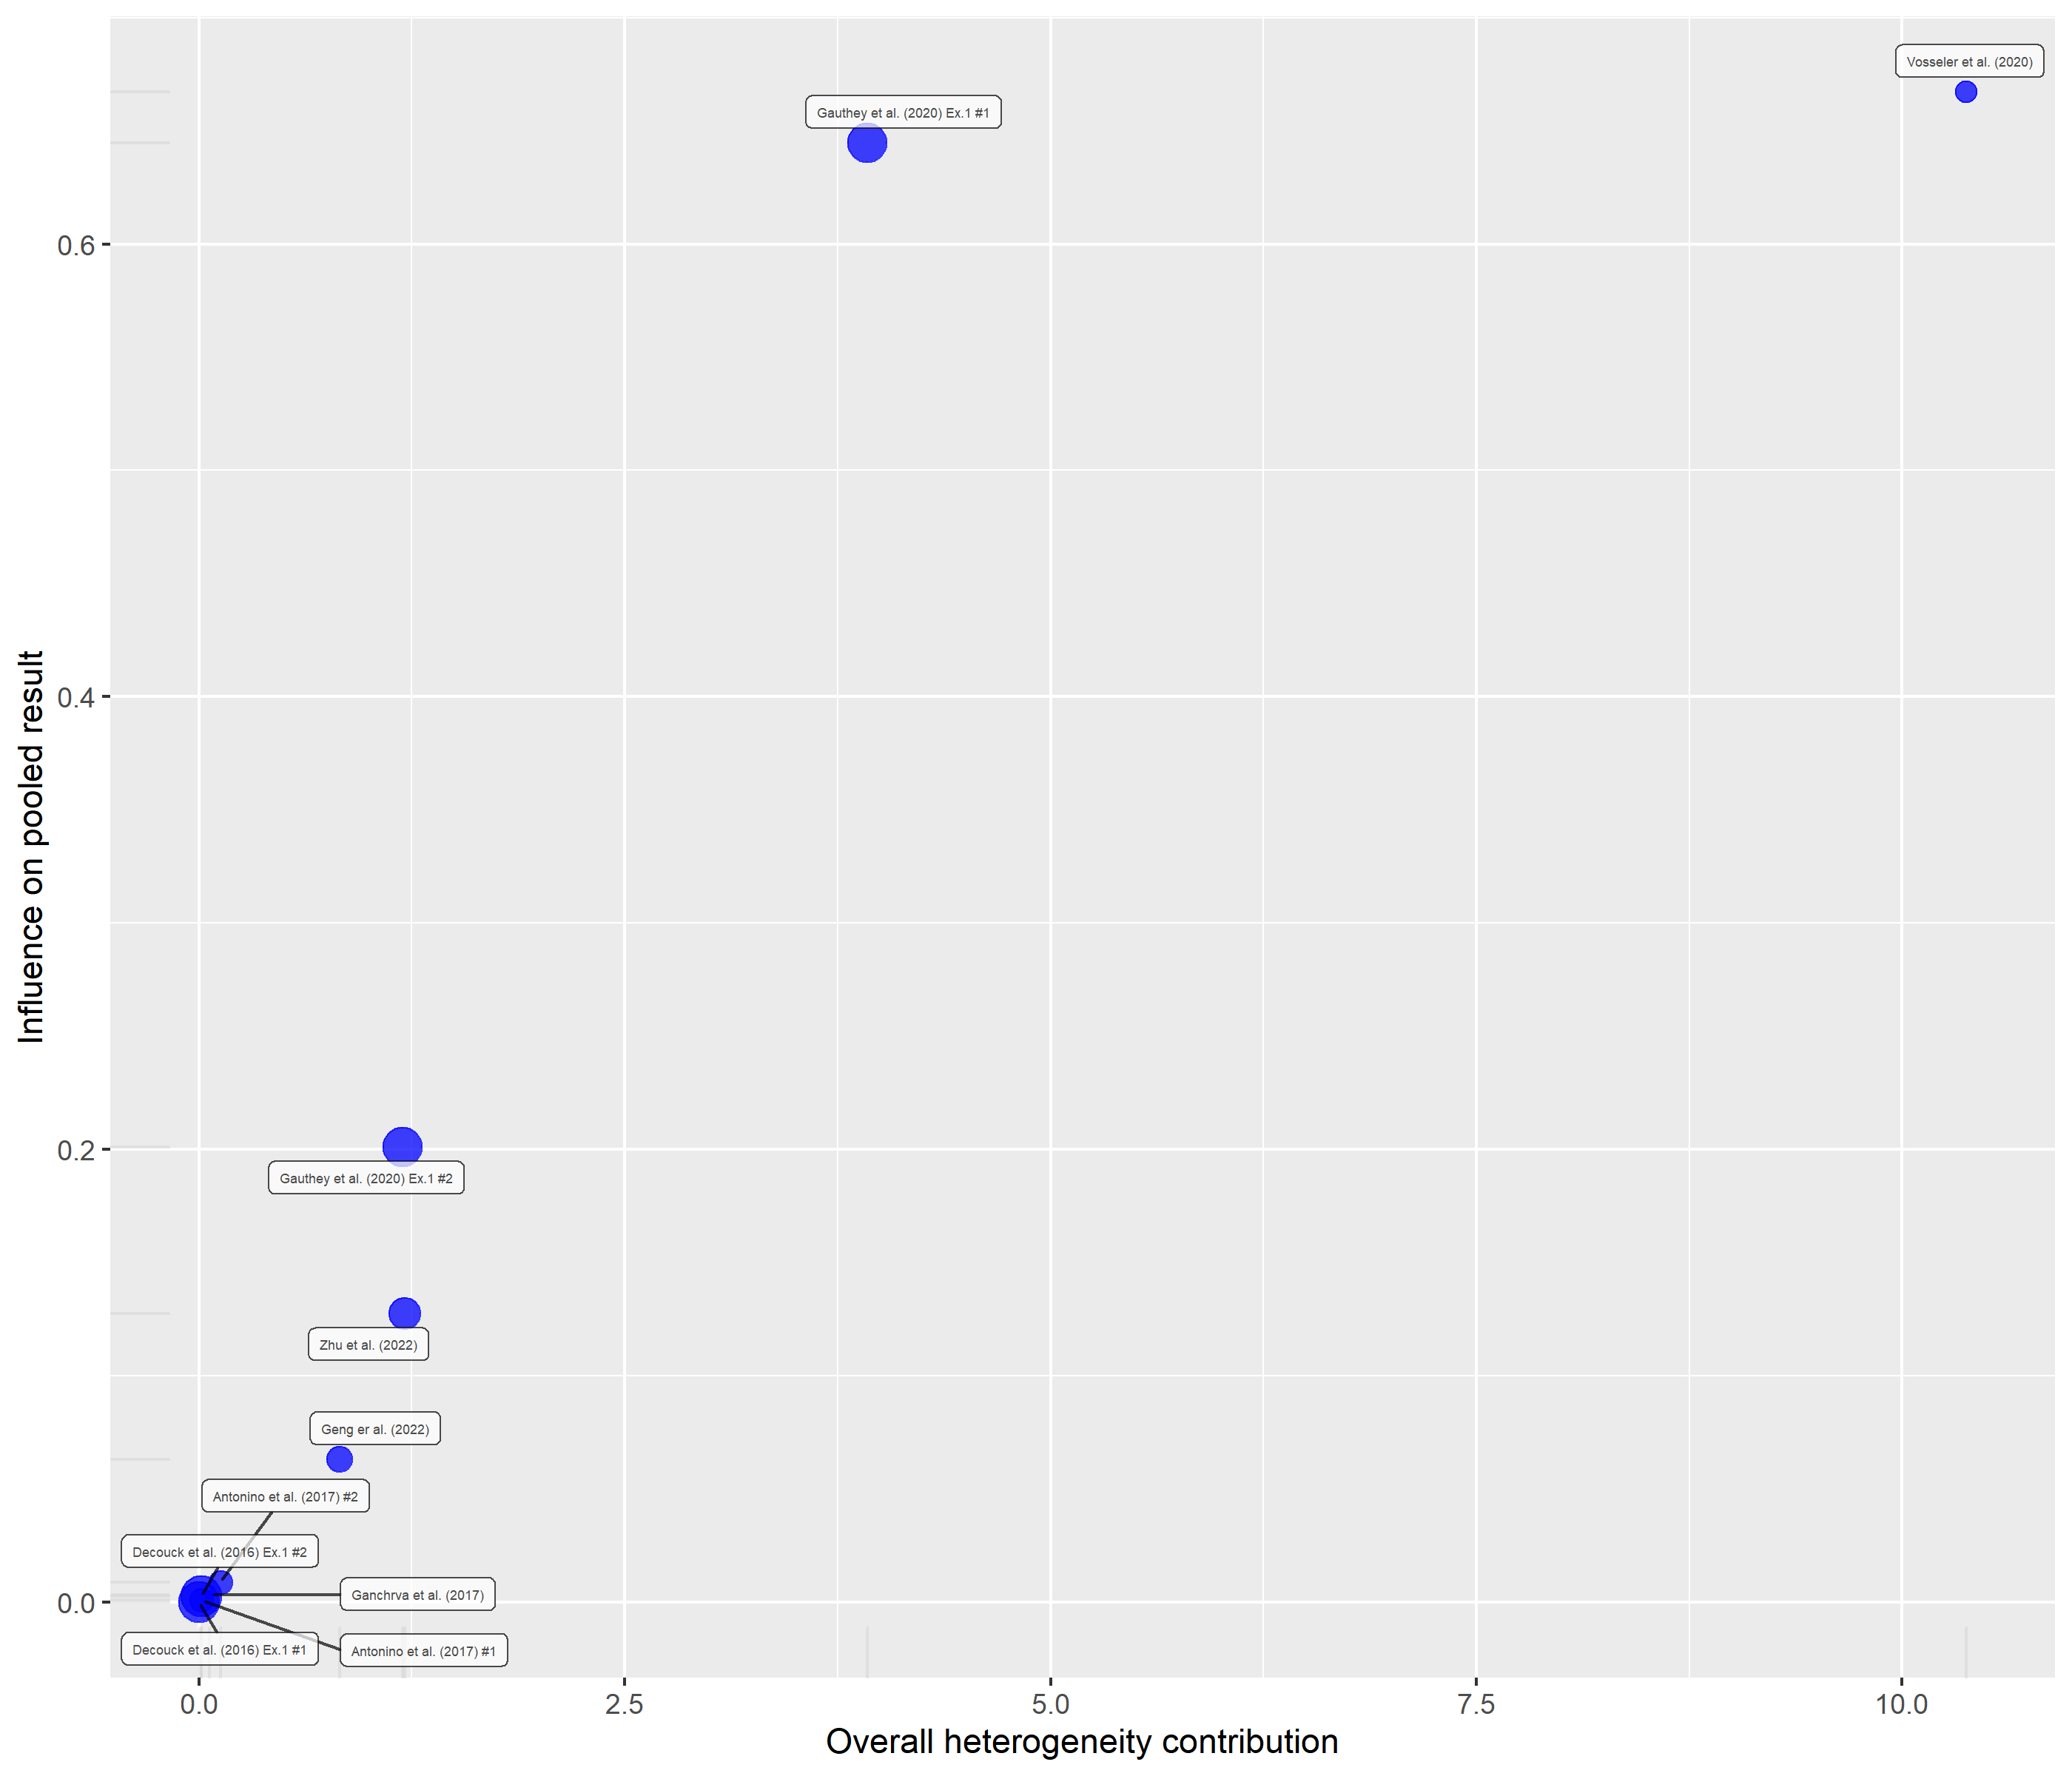 Vosseler et al. (2020)
Gauthey et al. (2020) Ex.1 #1
0.6
0.4
Influence on pooled result
0.2
Gauthey et al. (2020) Ex.1 #2
Zhu et al. (2022)
Geng er al. (2022)
Antonino et al. (2017) #2
Decouck et al. (2016) Ex.1 #2
Ganchrva et al. (2017)
0.0
Decouck et al. (2016) Ex.1 #1
Antonino et al. (2017) #1
0.0 2.5 5.0 7.5 10.0
Overall heterogeneity contribution